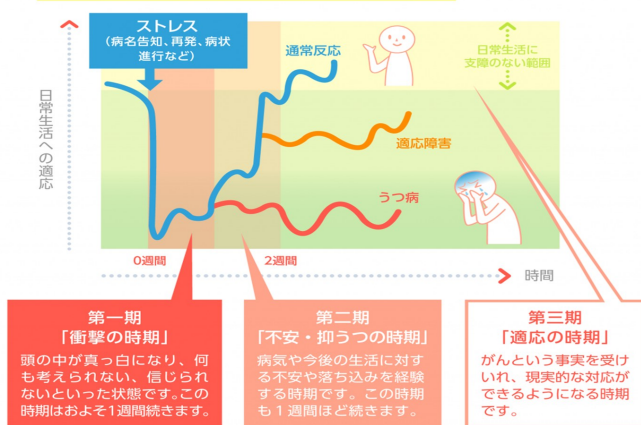 ストレス
（病名告知、再発、病状
進行など）
通常反応
日常生活に
支障のない範囲
日常生活への適応
適応障害
うつ病
0週間
2週間
時間
第一期
「衝撃の時期」
頭の中が真っ白になり、何
も考えられない、信じられ
ないといった状態です。この
時期はおよそ1週間続きます。
第二期
「不安・抑うつの時期」
病気や今後の生活に対す
る不安や落ち込みを経験
する時期です。この時期
も1週間ほど続きます。
第三期
「適応の時期」
がんという事実を受け
いれ、現実的な対応が
できるようになる時期
です。